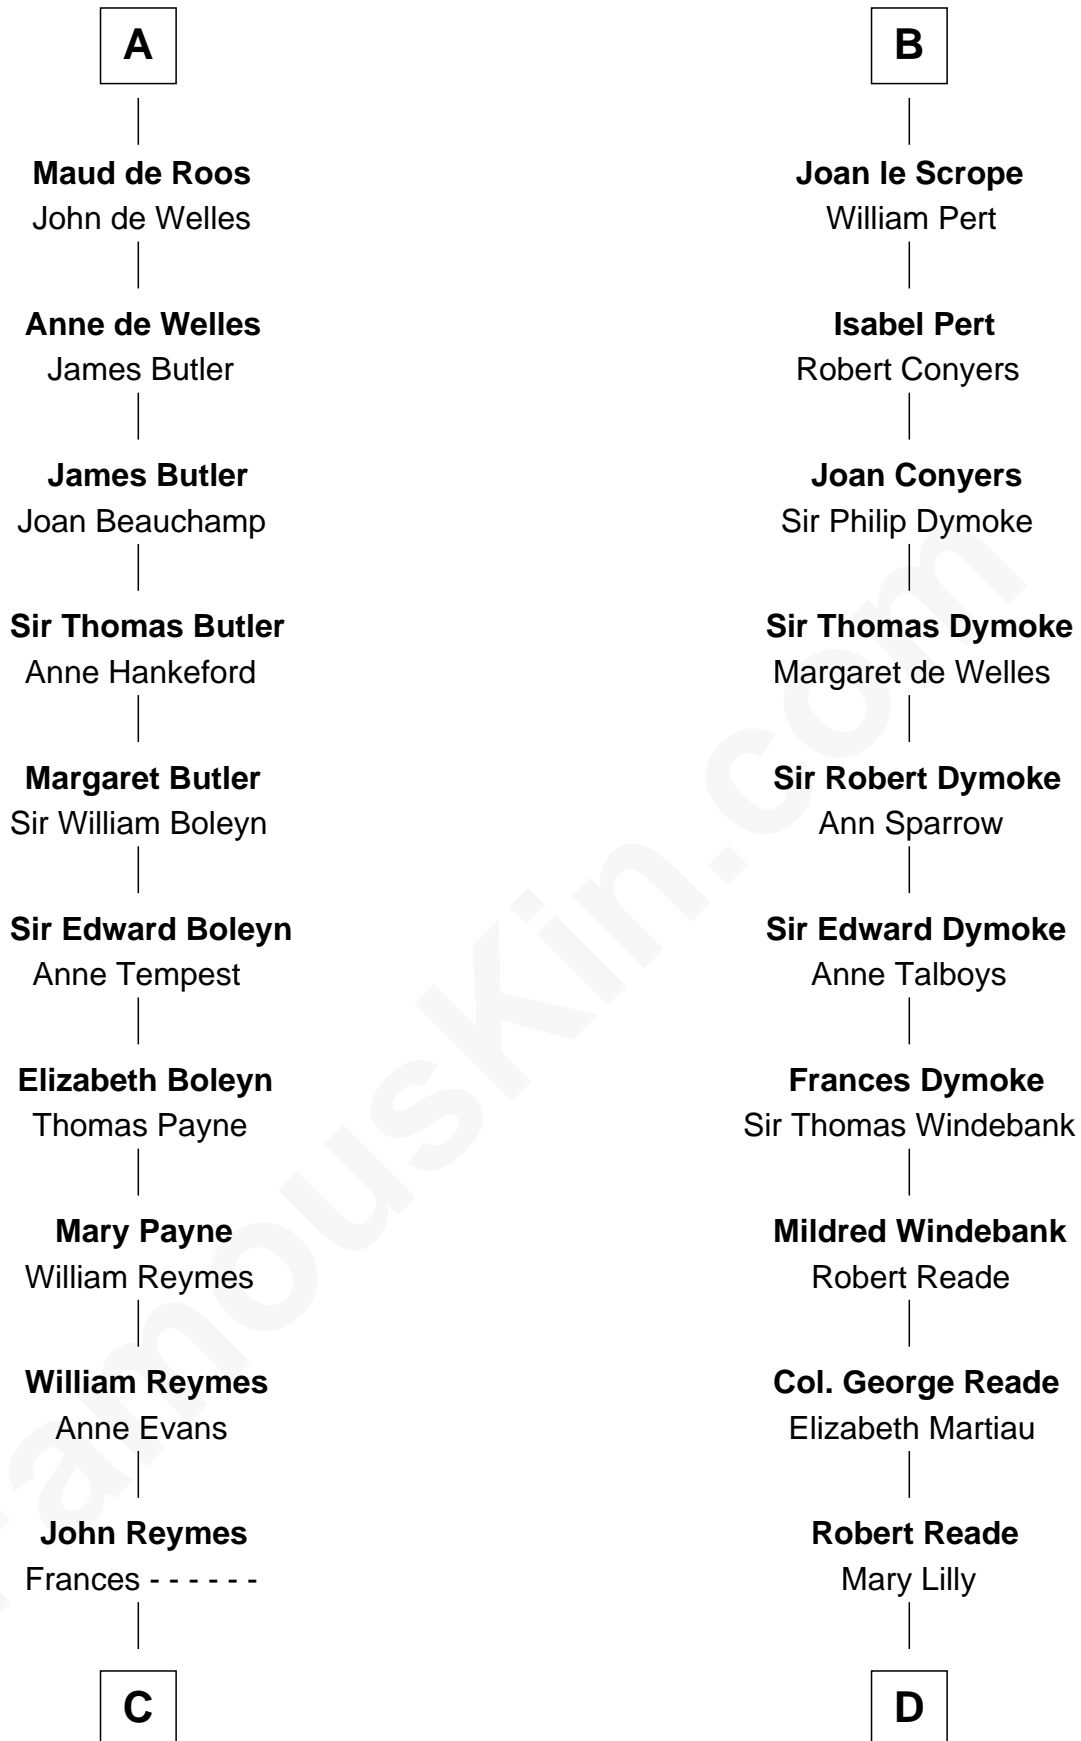 A
Maud de Roos
John de Welles
Anne de Welles
James Butler
James Butler
Joan Beauchamp
Sir Thomas Butler
Anne Hankeford
Margaret Butler
Sir William Boleyn
Sir Edward Boleyn
Anne Tempest
Elizabeth Boleyn
Thomas Payne
Mary Payne
William Reymes
William Reymes
Anne Evans
John Reymes
Frances - - - - - -
C
B
Joan le Scrope
William Pert
Isabel Pert
Robert Conyers
Joan Conyers
Sir Philip Dymoke
Sir Thomas Dymoke
Margaret de Welles
Sir Robert Dymoke
Ann Sparrow
Sir Edward Dymoke
Anne Talboys
Frances Dymoke
Sir Thomas Windebank
Mildred Windebank
Robert Reade
Col. George Reade
Elizabeth Martiau
Robert Reade
Mary Lilly
D
FamousKin.com